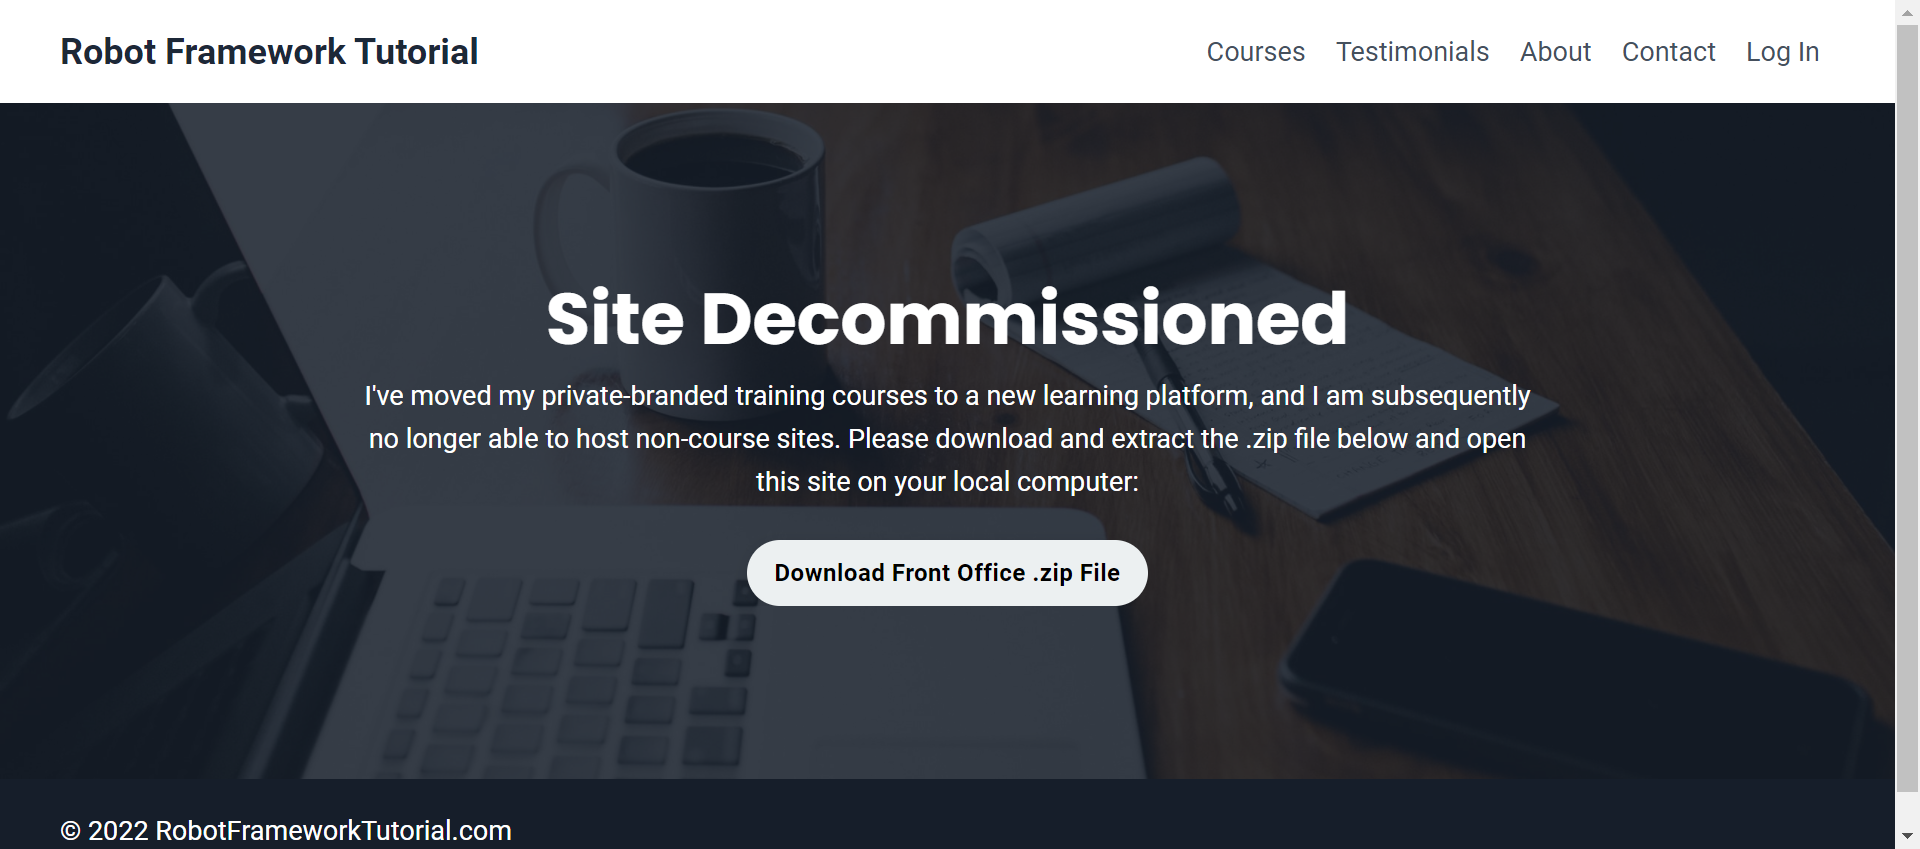 Robot Framework Tutorial
Courses Testimonials About Contact Log In
Site Decommissioned
I've moved my private-branded training courses to a new learning platform, and I am subsequently
no longer able to host non-course sites. Please download and extract the .zip file below and open
this site on your local computer:
Download Front Office .zip File
© 2022 RobotFrameworkTutorial.com